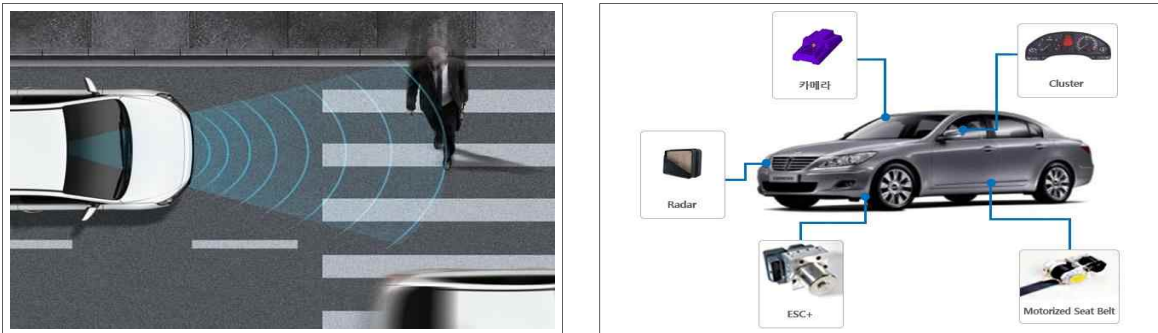 카메라
Cluster
Radar
ESC+
Motorized Seat Belt